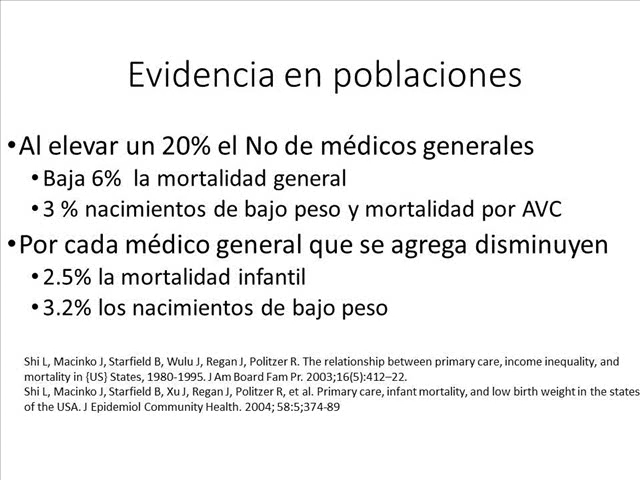 Evidencia en poblaciones
•Al elevar un 20% el No de médicos generales
•Baja 6% la mortalidad general
•3 % nacimientos de bajo peso y mortalidad por AVC
•Por cada médico general que se agrega disminuyen
•2.5% la mortalidad infantil
•3.2% los nacimientos de bajo peso
Shi L, Macinko J, Starfield B, Wulu J, Regan J, Politzer R. The relationship between primary care, income inequality, and
mortality in {US} States, 1980-1995. J Am Board Fam Pr. 2003;16(5):412–22.
Shi L, Macinko J, Starfield B, Xu J, Regan J, Politzer R, et al. Primary care, infant mortality, and low birth weight in the states
of the USA. J Epidemiol Community Health. 2004; 58:5;374-89